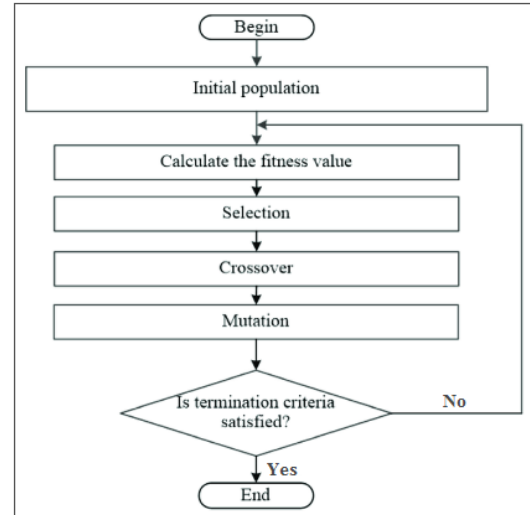 Begin
Initial population
Calculate the fitness value
Selection
Crossover
Mutation
Is termination criteria
satisfied?
No
Yes
End